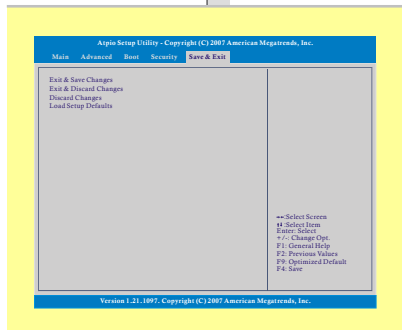 Atpio Setup Utility - Copyright (C) 2007 American Megatrends, Inc.
Main Advanced Boot Security Save & Exit
Exit & Save Changes
Exit & Discard Changes
Discard Changes
Load Setup Defaults
↔:Select Screen
↑↓:Select Item
Enter: Select
+/-: Change Opt.
F1: General Help
F2: Previous Values
F9: Optimized Default
F4: Save
Version 1.21.1097. Copyright (C) 2007 American Megatrends, Inc.